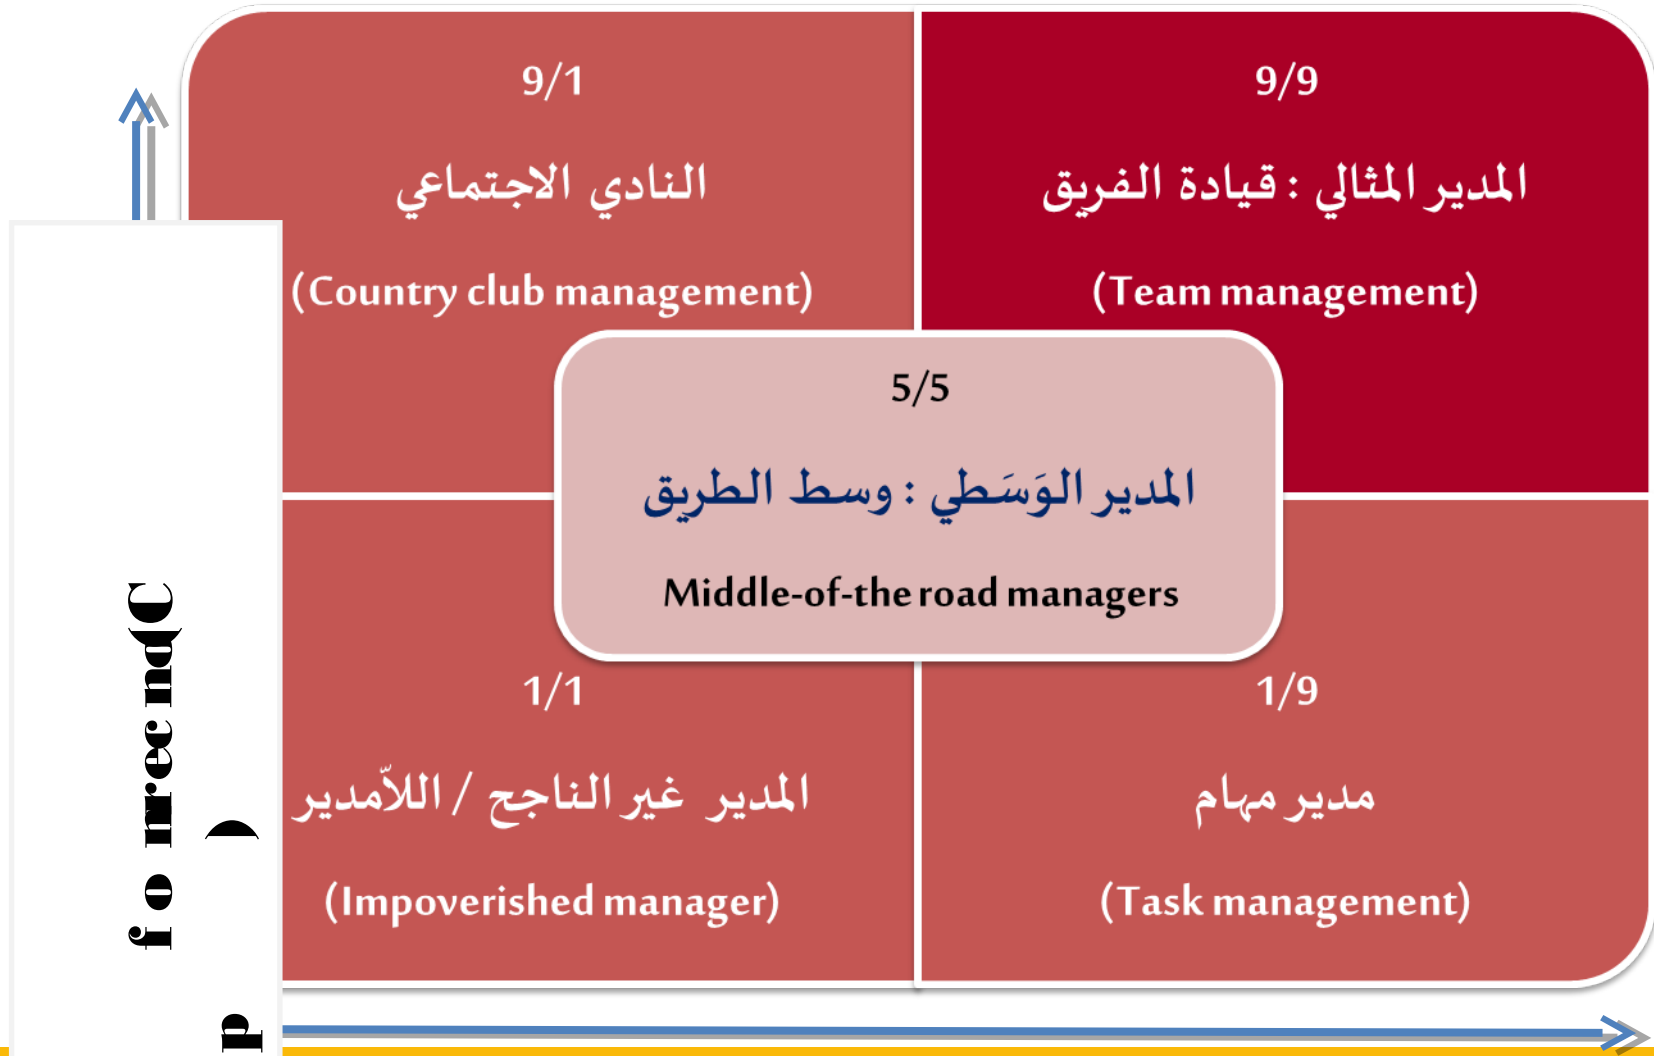 9/1
النادي الاجتماعي
(Country club management)
9/9
المدير المثالي : قيادة الفريق
(Team management)
5/5
المدير الوَسَطي : وسط الطريق
Middle-of-the road managers
1/1
المدير غير الناجح / اللاّمدير
(Impoverished manager)
1/9
مدير مهام
(Task management)